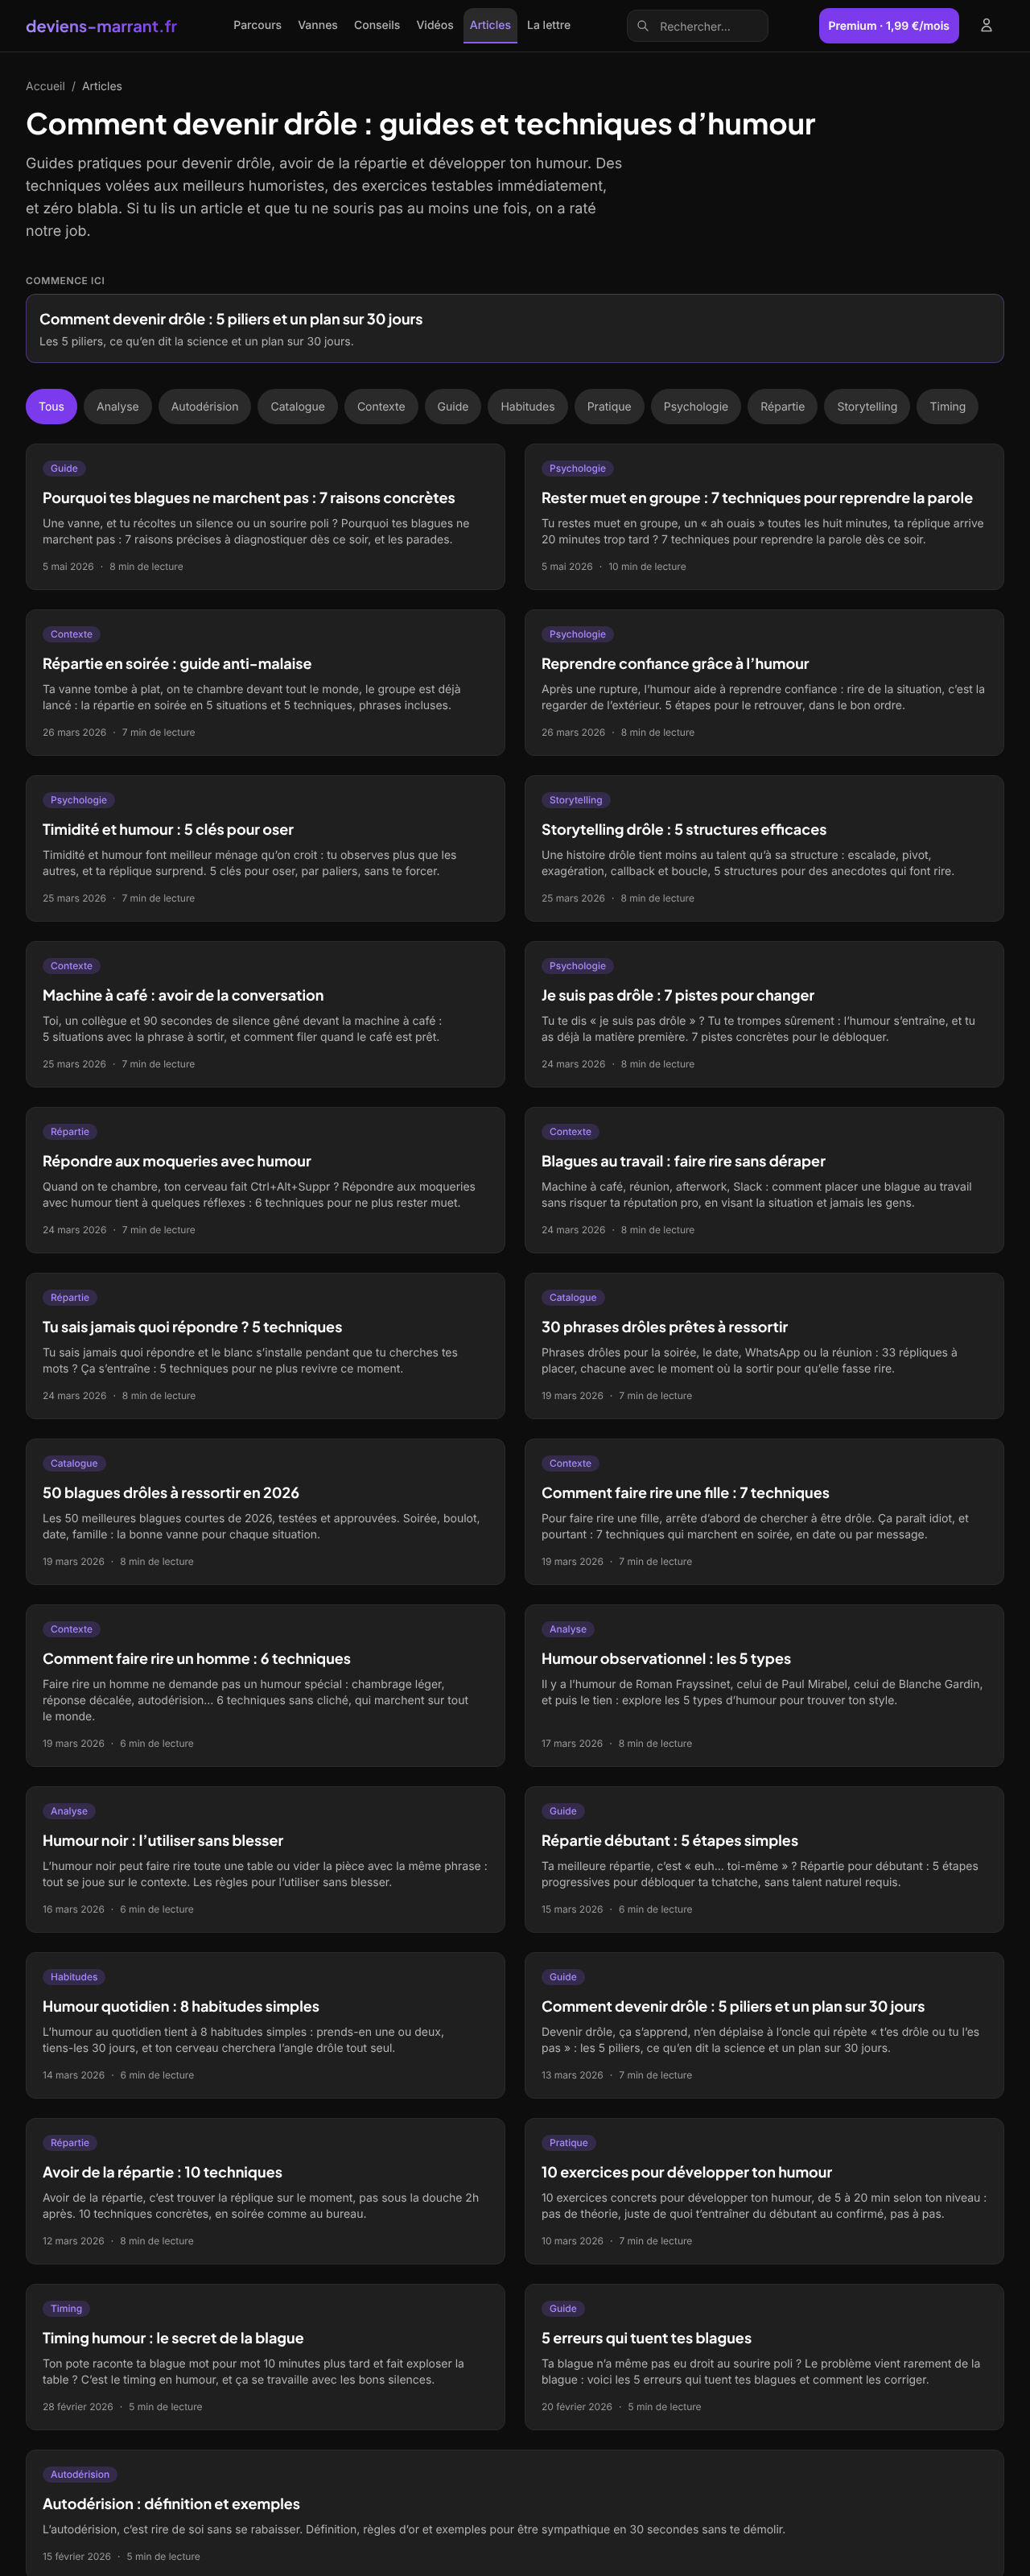 deviens-marrant.fr
Parcours
Vannes
Conseils
Vidéos
Articles
La lettre
Rechercher...
Premium · 1,99 €/mois
Accueil / Articles
Comment devenir drôle : guides et techniques d’humour
Guides pratiques pour devenir drôle, avoir de la répartie et développer ton humour. Des
techniques volées aux meilleurs humoristes, des exercices testables immédiatement,
et zéro blabla. Si tu lis un article et que tu ne souris pas au moins une fois, on a raté
notre job.
COMMENCE ICI
Comment devenir drôle : 5 piliers et un plan sur 30 jours
Les 5 piliers, ce qu’en dit la science et un plan sur 30 jours.
Tous
Analyse
Autodérision
Catalogue
Contexte
Guide
Habitudes
Pratique
Psychologie
Répartie
Storytelling
Timing
Guide
Pourquoi tes blagues ne marchent pas : 7 raisons concrètes
Une vanne, et tu récoltes un silence ou un sourire poli ? Pourquoi tes blagues ne
marchent pas : 7 raisons précises à diagnostiquer dès ce soir, et les parades.
5 mai 2026 · 8 min de lecture
Psychologie
Rester muet en groupe : 7 techniques pour reprendre la parole
Tu restes muet en groupe, un « ah ouais » toutes les huit minutes, ta réplique arrive
20 minutes trop tard ? 7 techniques pour reprendre la parole dès ce soir.
5 mai 2026 · 10 min de lecture
Contexte
Répartie en soirée : guide anti-malaise
Ta vanne tombe à plat, on te chambre devant tout le monde, le groupe est déjà
lancé : la répartie en soirée en 5 situations et 5 techniques, phrases incluses.
26 mars 2026 · 7 min de lecture
Psychologie
Reprendre confiance grâce à l’humour
Après une rupture, l’humour aide à reprendre confiance : rire de la situation, c’est la
regarder de l’extérieur. 5 étapes pour le retrouver, dans le bon ordre.
26 mars 2026 · 8 min de lecture
Psychologie
Timidité et humour : 5 clés pour oser
Timidité et humour font meilleur ménage qu’on croit : tu observes plus que les
autres, et ta réplique surprend. 5 clés pour oser, par paliers, sans te forcer.
25 mars 2026 · 7 min de lecture
Storytelling
Storytelling drôle : 5 structures efficaces
Une histoire drôle tient moins au talent qu’à sa structure : escalade, pivot,
exagération, callback et boucle, 5 structures pour des anecdotes qui font rire.
25 mars 2026 · 8 min de lecture
Contexte
Machine à café : avoir de la conversation
Toi, un collègue et 90 secondes de silence gêné devant la machine à café :
5 situations avec la phrase à sortir, et comment filer quand le café est prêt.
25 mars 2026 · 7 min de lecture
Psychologie
Je suis pas drôle : 7 pistes pour changer
Tu te dis « je suis pas drôle » ? Tu te trompes sûrement : l’humour s’entraîne, et tu
as déjà la matière première. 7 pistes concrètes pour le débloquer.
24 mars 2026 · 8 min de lecture
Répartie
Répondre aux moqueries avec humour
Quand on te chambre, ton cerveau fait Ctrl+Alt+Suppr ? Répondre aux moqueries
avec humour tient à quelques réflexes : 6 techniques pour ne plus rester muet.
24 mars 2026 · 7 min de lecture
Contexte
Blagues au travail : faire rire sans déraper
Machine à café, réunion, afterwork, Slack : comment placer une blague au travail
sans risquer ta réputation pro, en visant la situation et jamais les gens.
24 mars 2026 · 8 min de lecture
Répartie
Tu sais jamais quoi répondre ? 5 techniques
Tu sais jamais quoi répondre et le blanc s’installe pendant que tu cherches tes
mots ? Ça s’entraîne : 5 techniques pour ne plus revivre ce moment.
24 mars 2026 · 8 min de lecture
Catalogue
30 phrases drôles prêtes à ressortir
Phrases drôles pour la soirée, le date, WhatsApp ou la réunion : 33 répliques à
placer, chacune avec le moment où la sortir pour qu’elle fasse rire.
19 mars 2026 · 7 min de lecture
Catalogue
50 blagues drôles à ressortir en 2026
Les 50 meilleures blagues courtes de 2026, testées et approuvées. Soirée, boulot,
date, famille : la bonne vanne pour chaque situation.
19 mars 2026 · 8 min de lecture
Contexte
Comment faire rire une fille : 7 techniques
Pour faire rire une fille, arrête d’abord de chercher à être drôle. Ça paraît idiot, et
pourtant : 7 techniques qui marchent en soirée, en date ou par message.
19 mars 2026 · 7 min de lecture
Contexte
Comment faire rire un homme : 6 techniques
Faire rire un homme ne demande pas un humour spécial : chambrage léger,
réponse décalée, autodérision... 6 techniques sans cliché, qui marchent sur tout
le monde.
19 mars 2026 · 6 min de lecture
Analyse
Humour observationnel : les 5 types
Il y a l’humour de Roman Frayssinet, celui de Paul Mirabel, celui de Blanche Gardin,
et puis le tien : explore les 5 types d’humour pour trouver ton style.
17 mars 2026 · 8 min de lecture
Analyse
Humour noir : l’utiliser sans blesser
L’humour noir peut faire rire toute une table ou vider la pièce avec la même phrase :
tout se joue sur le contexte. Les règles pour l’utiliser sans blesser.
16 mars 2026 · 6 min de lecture
Guide
Répartie débutant : 5 étapes simples
Ta meilleure répartie, c’est « euh... toi-même » ? Répartie pour débutant : 5 étapes
progressives pour débloquer ta tchatche, sans talent naturel requis.
15 mars 2026 · 6 min de lecture
Habitudes
Humour quotidien : 8 habitudes simples
L’humour au quotidien tient à 8 habitudes simples : prends-en une ou deux,
tiens-les 30 jours, et ton cerveau cherchera l’angle drôle tout seul.
14 mars 2026 · 6 min de lecture
Guide
Comment devenir drôle : 5 piliers et un plan sur 30 jours
Devenir drôle, ça s’apprend, n’en déplaise à l’oncle qui répète « t’es drôle ou tu l’es
pas » : les 5 piliers, ce qu’en dit la science et un plan sur 30 jours.
13 mars 2026 · 7 min de lecture
Répartie
Avoir de la répartie : 10 techniques
Avoir de la répartie, c’est trouver la réplique sur le moment, pas sous la douche 2h
après. 10 techniques concrètes, en soirée comme au bureau.
12 mars 2026 · 8 min de lecture
Pratique
10 exercices pour développer ton humour
10 exercices concrets pour développer ton humour, de 5 à 20 min selon ton niveau :
pas de théorie, juste de quoi t’entraîner du débutant au confirmé, pas à pas.
10 mars 2026 · 7 min de lecture
Timing
Timing humour : le secret de la blague
Ton pote raconte ta blague mot pour mot 10 minutes plus tard et fait exploser la
table ? C’est le timing en humour, et ça se travaille avec les bons silences.
28 février 2026 · 5 min de lecture
Guide
5 erreurs qui tuent tes blagues
Ta blague n’a même pas eu droit au sourire poli ? Le problème vient rarement de la
blague : voici les 5 erreurs qui tuent tes blagues et comment les corriger.
20 février 2026 · 5 min de lecture
Autodérision
Autodérision : définition et exemples
L’autodérision, c’est rire de soi sans se rabaisser. Définition, règles d’or et exemples pour être sympathique en 30 secondes sans te démolir.
15 février 2026 · 5 min de lecture